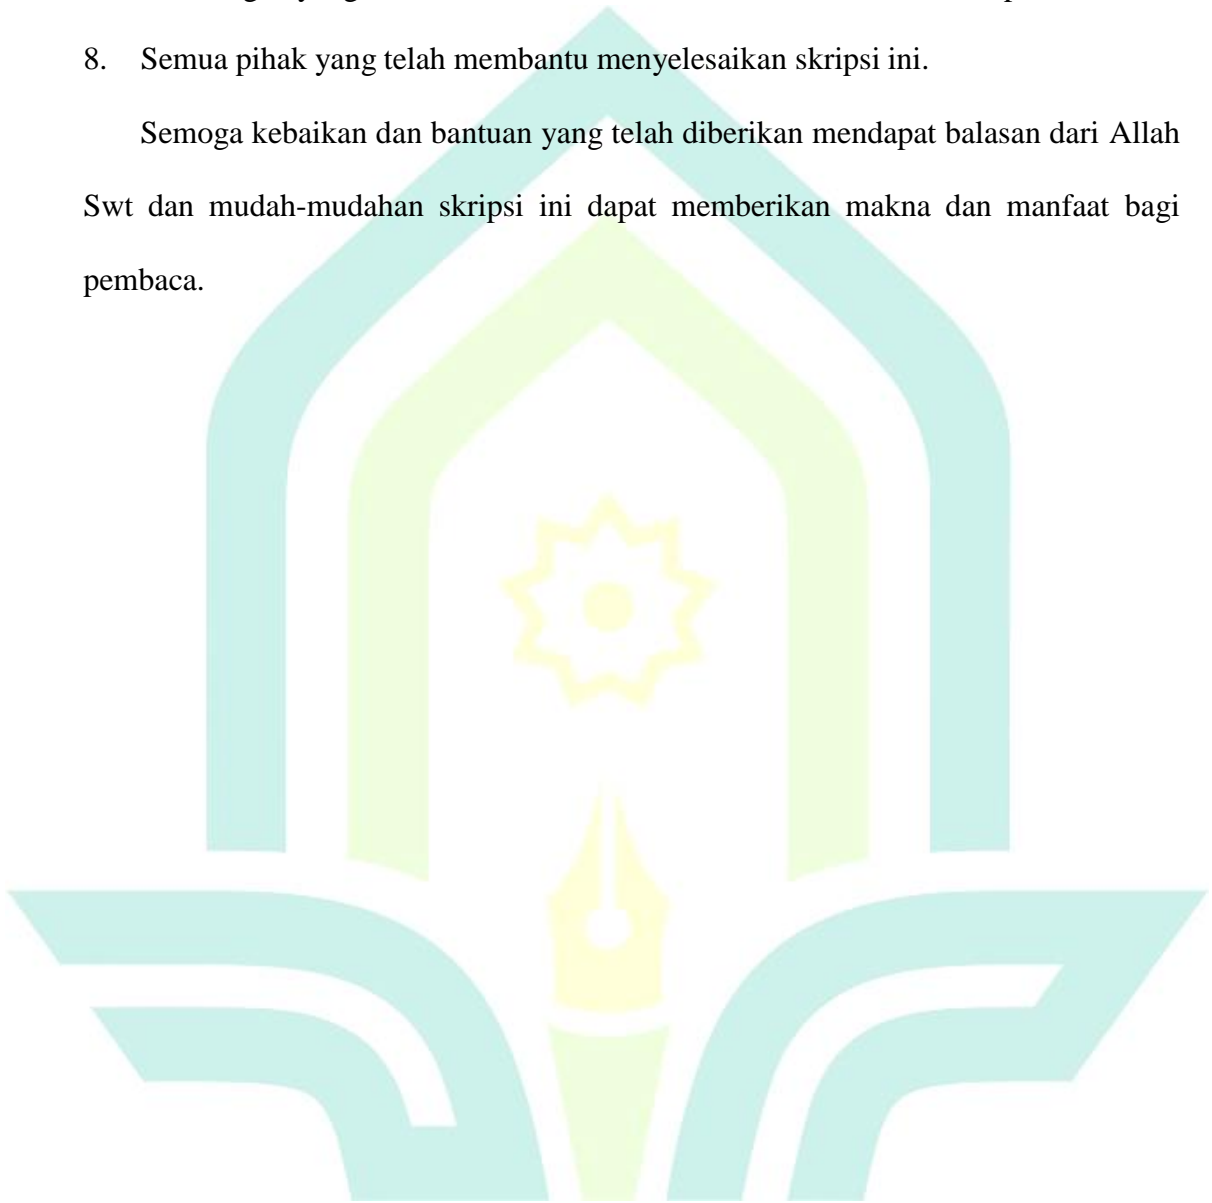 8. Semua pihak yang telah membantu menyelesaikan skripsi ini.
Semoga kebaikan dan bantuan yang telah diberikan mendapat balasan dari Allah
Swt dan mudah-mudahan skripsi ini dapat memberikan makna dan manfaat bagi
pembaca.